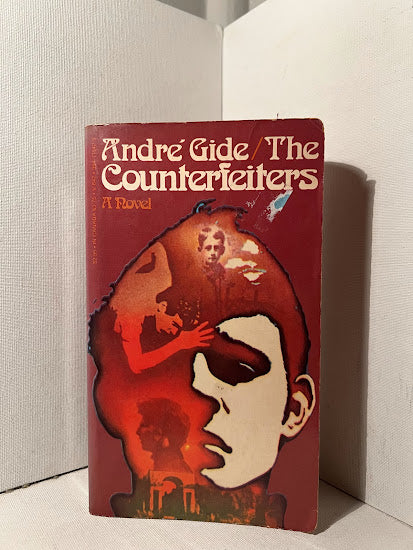 André Gide/The
Counterfeiters
A Novel